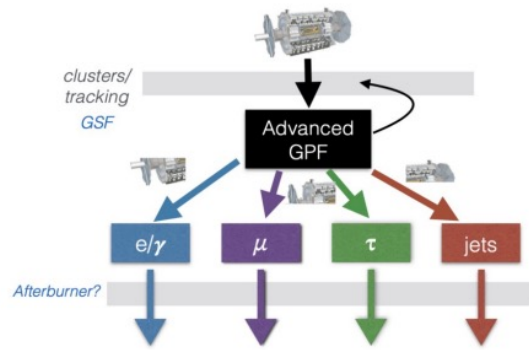 clusters/
tracking
GSF
Advanced
GPF
e/γ
μ
τ
jets
Afterburner?